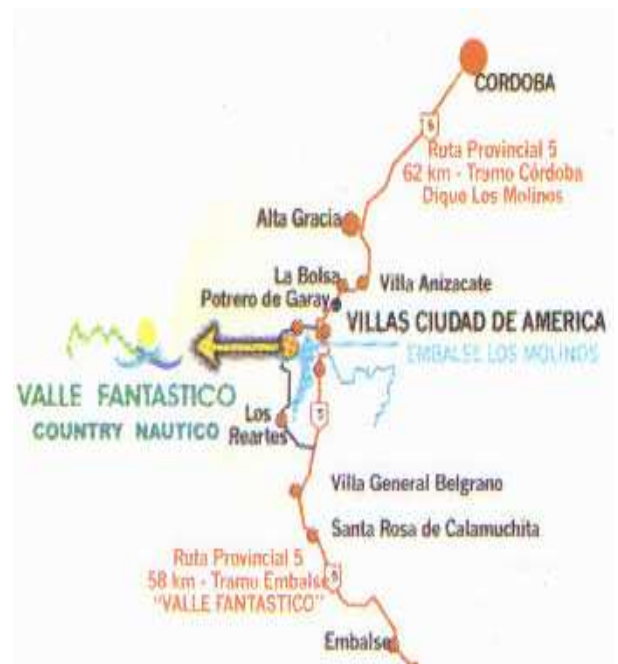 CORDOBA
Ruta Provincial 5
62 km - Tramo Córdoba
Dique Los Molinos
Alta Gracia
La Bolsa
Villa Anizacate
Potrero de Garay
VILLAS CIUDAD DE AMERICA
EMBALSE LOS MOLINOS
VALLE FANTASTICO
COUNTRY NAUTICO
Los
Reartes
5
Villa General Belgrano
Santa Rosa de Calamuchita
Ruta Provincial 5
58 km - Tramo Embalse
"VALLE FANTASTICO"
5
Embalse